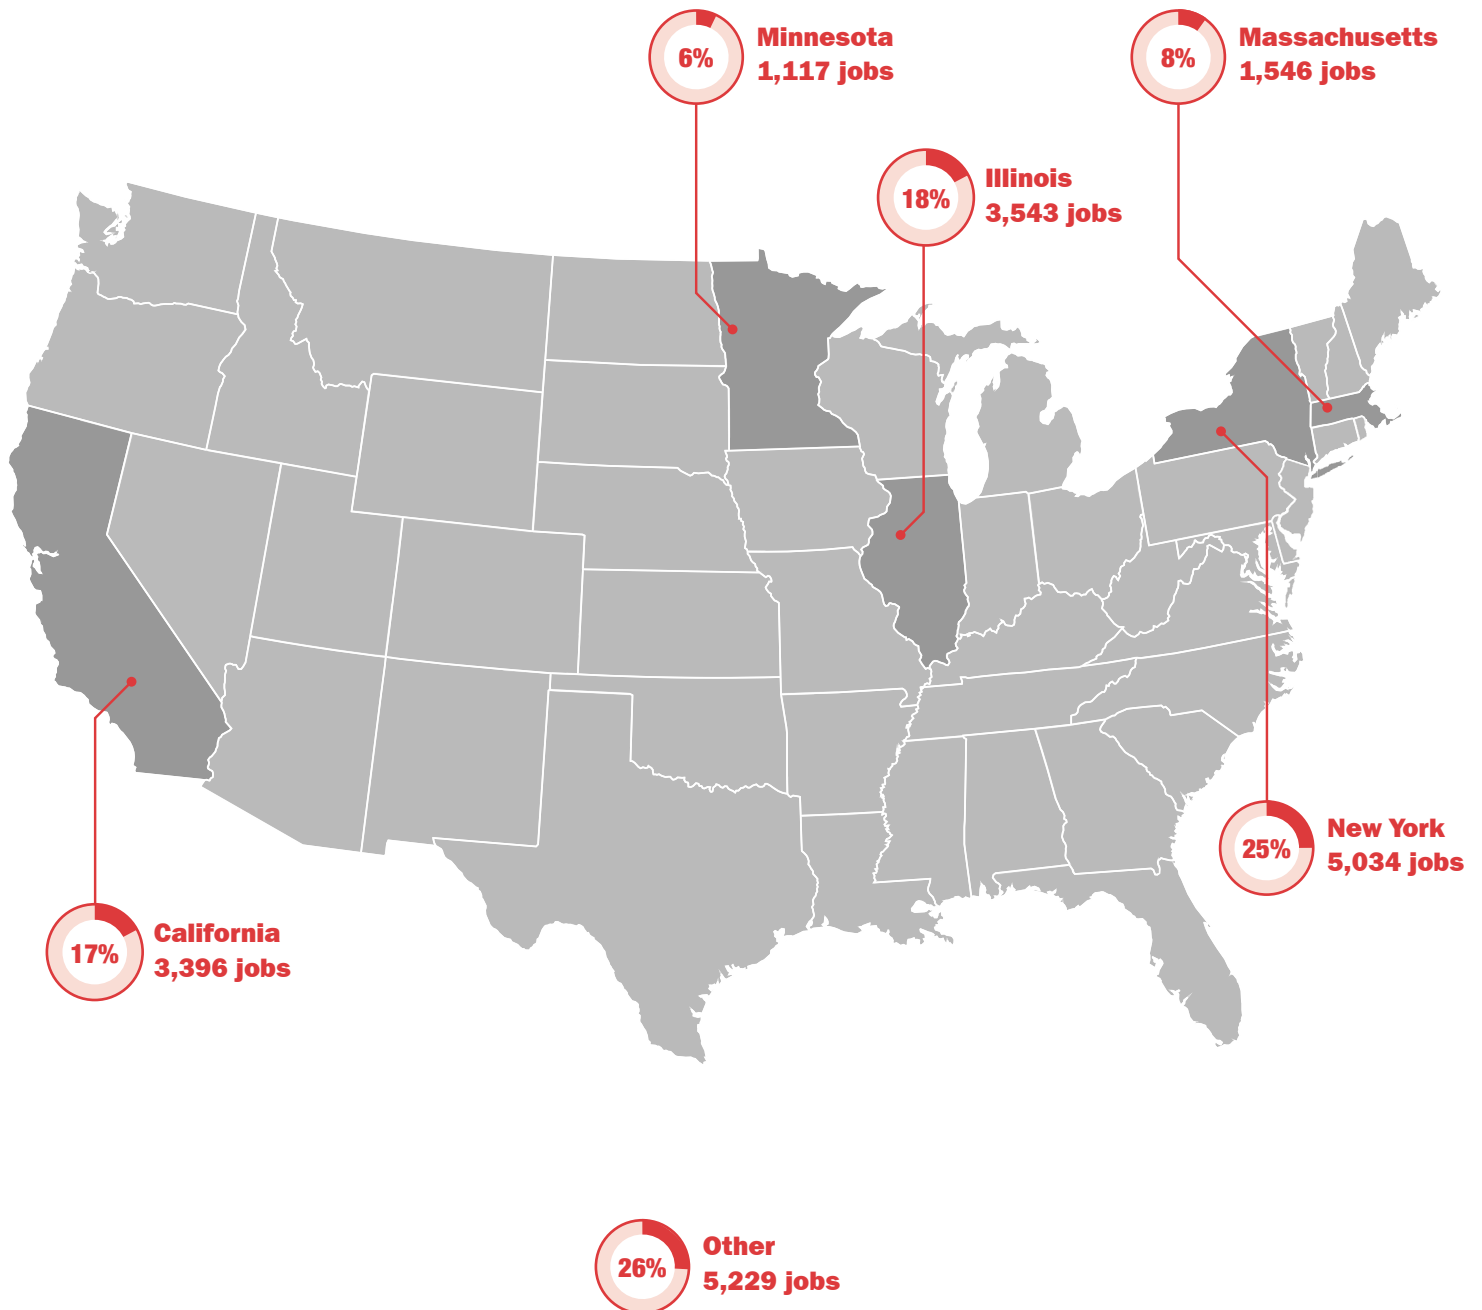 6%
Minnesota
1,117 jobs
8%
Massachusetts
1,546 jobs
18%
Illinois
3,543 jobs
25%
New York
5,034 jobs
17%
California
3,396 jobs
26%
Other
5,229 jobs